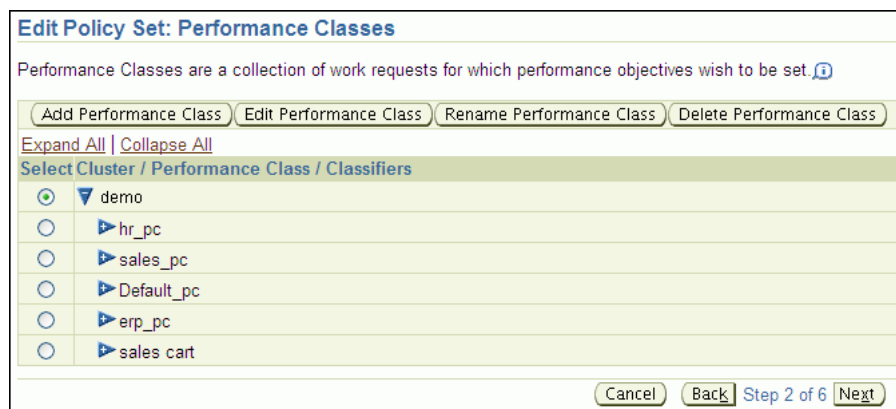 Edit Policy Set: Performance Classes
Performance Classes are a collection of work requests for which performance objectives wish to be set.
Add Performance Class Edit Performance Class Rename Performance Class Delete Performance Class
Expand All | Collapse All
Select Cluster / Performance Class / Classifiers
demo
hr_pc
sales_pc
Default_pc
erp_pc
sales cart
Cancel Back Step 2 of 6 Next